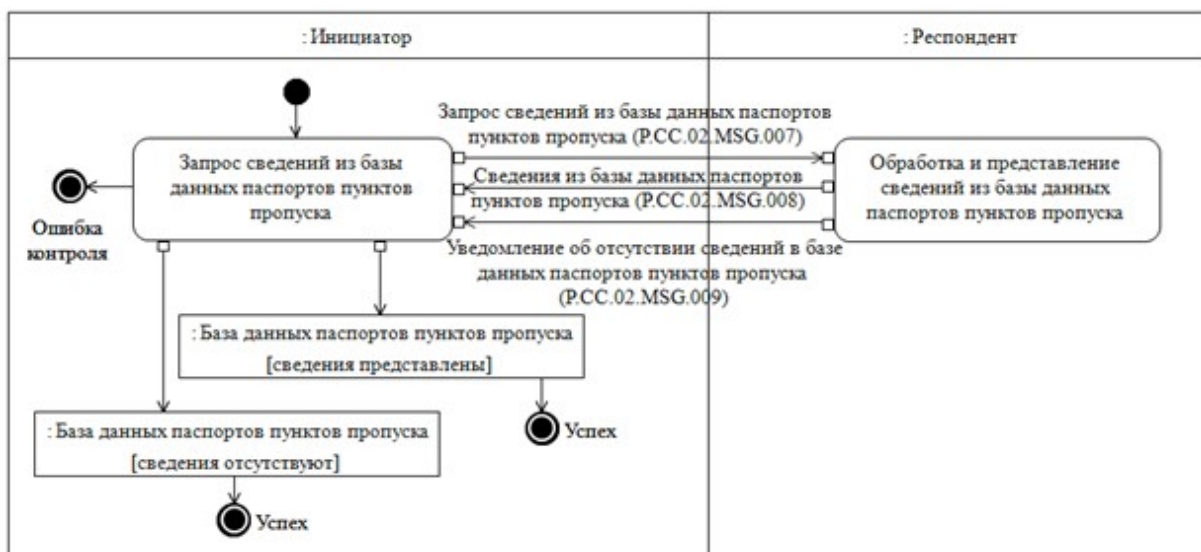 : Инициатор
: Респондент
Запрос сведений из базы
данных паспортов пунктов
пропуска
Запрос сведений из базы данных паспортов
пунктов пропуска (P.CC.02.MSG.007)
Сведения из базы данных паспортов
пунктов пропуска (P.CC.02.MSG.008)
Уведомление об отсутствии сведений в базе
данных паспортов пунктов пропуска
(P.CC.02.MSG.009)
Обработка и представление
сведений из базы данных
паспортов пунктов пропуска
Ошибка
контроля
: База данных паспортов пунктов пропуска
[сведения представлены]
Успех
: База данных паспортов пунктов пропуска
[сведения отсутствуют]
Успех